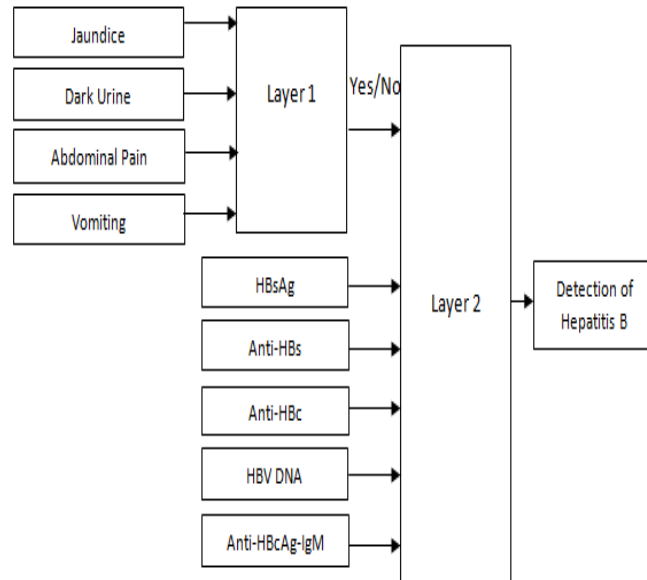 Jaundice
Dark Urine
Abdominal Pain
Vomiting
Layer 1
Yes/No
HBsAg
Anti-HBs
Anti-HBc
HBV DNA
Anti-HBcAg-IgM
Layer 2
Detection of
Hepatitis B